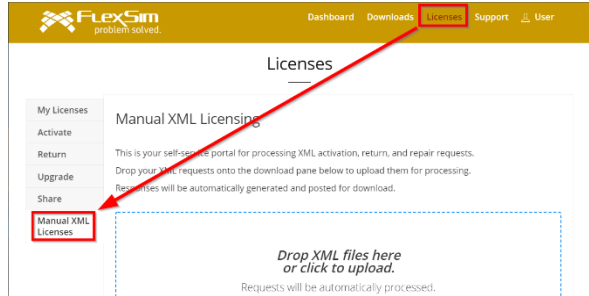 FLEXSIM
problem solved.
Dashboard Downloads Licenses Support User
Licenses
My Licenses
Activate
Return
Upgrade
Share
Manual XML
Licenses
Manual XML Licensing
This is your self-service portal for processing XML activation, return, and repair requests.
Drop your XML requests onto the download pane below to upload them for processing.
Responses will be automatically generated and posted for download.
Drop XML files here
or click to upload.
Requests will be automatically processed.